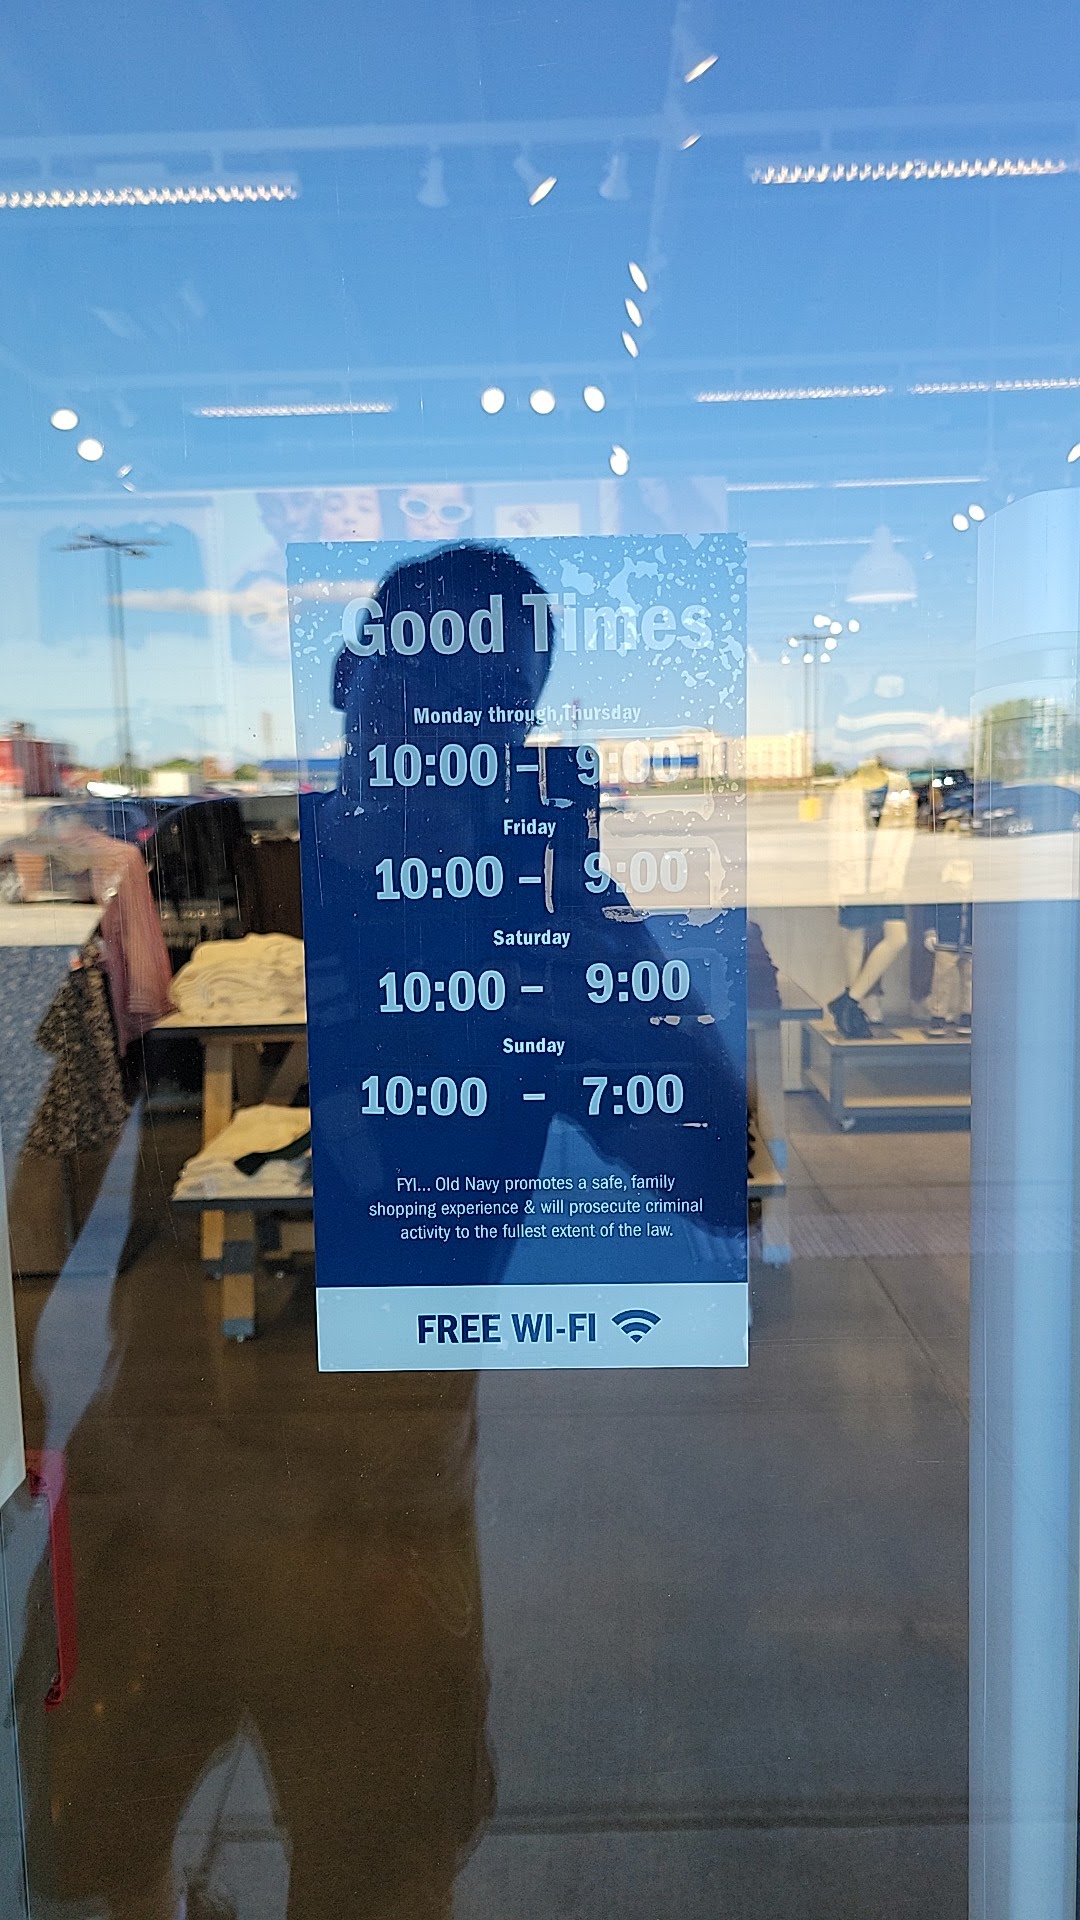 Good Times
Monday through Thursday
10:00 – 9:00
Friday
10:00 – 9:00
Saturday
10:00 – 9:00
Sunday
10:00 – 7:00
FYI... Old Navy promotes a safe, family
shopping experience & will prosecute criminal
activity to the fullest extent of the law.
FREE WI-FI